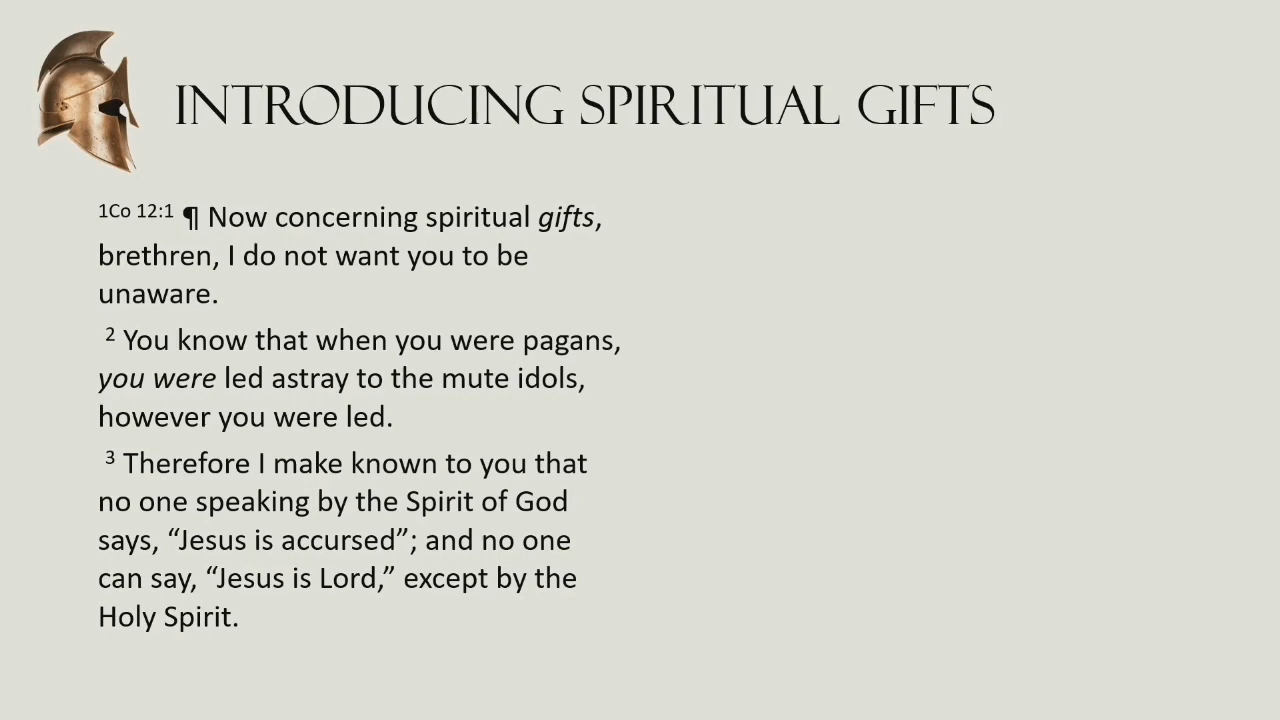 INTRODUCING SPIRITUAL GIFTS
1Co 12:1 ¶ Now concerning spiritual gifts,
brethren, I do not want you to be
unaware.
2 You know that when you were pagans,
you were led astray to the mute idols,
however you were led.
3 Therefore I make known to you that
no one speaking by the Spirit of God
says, “Jesus is accursed”; and no one
can say, “Jesus is Lord,” except by the
Holy Spirit.